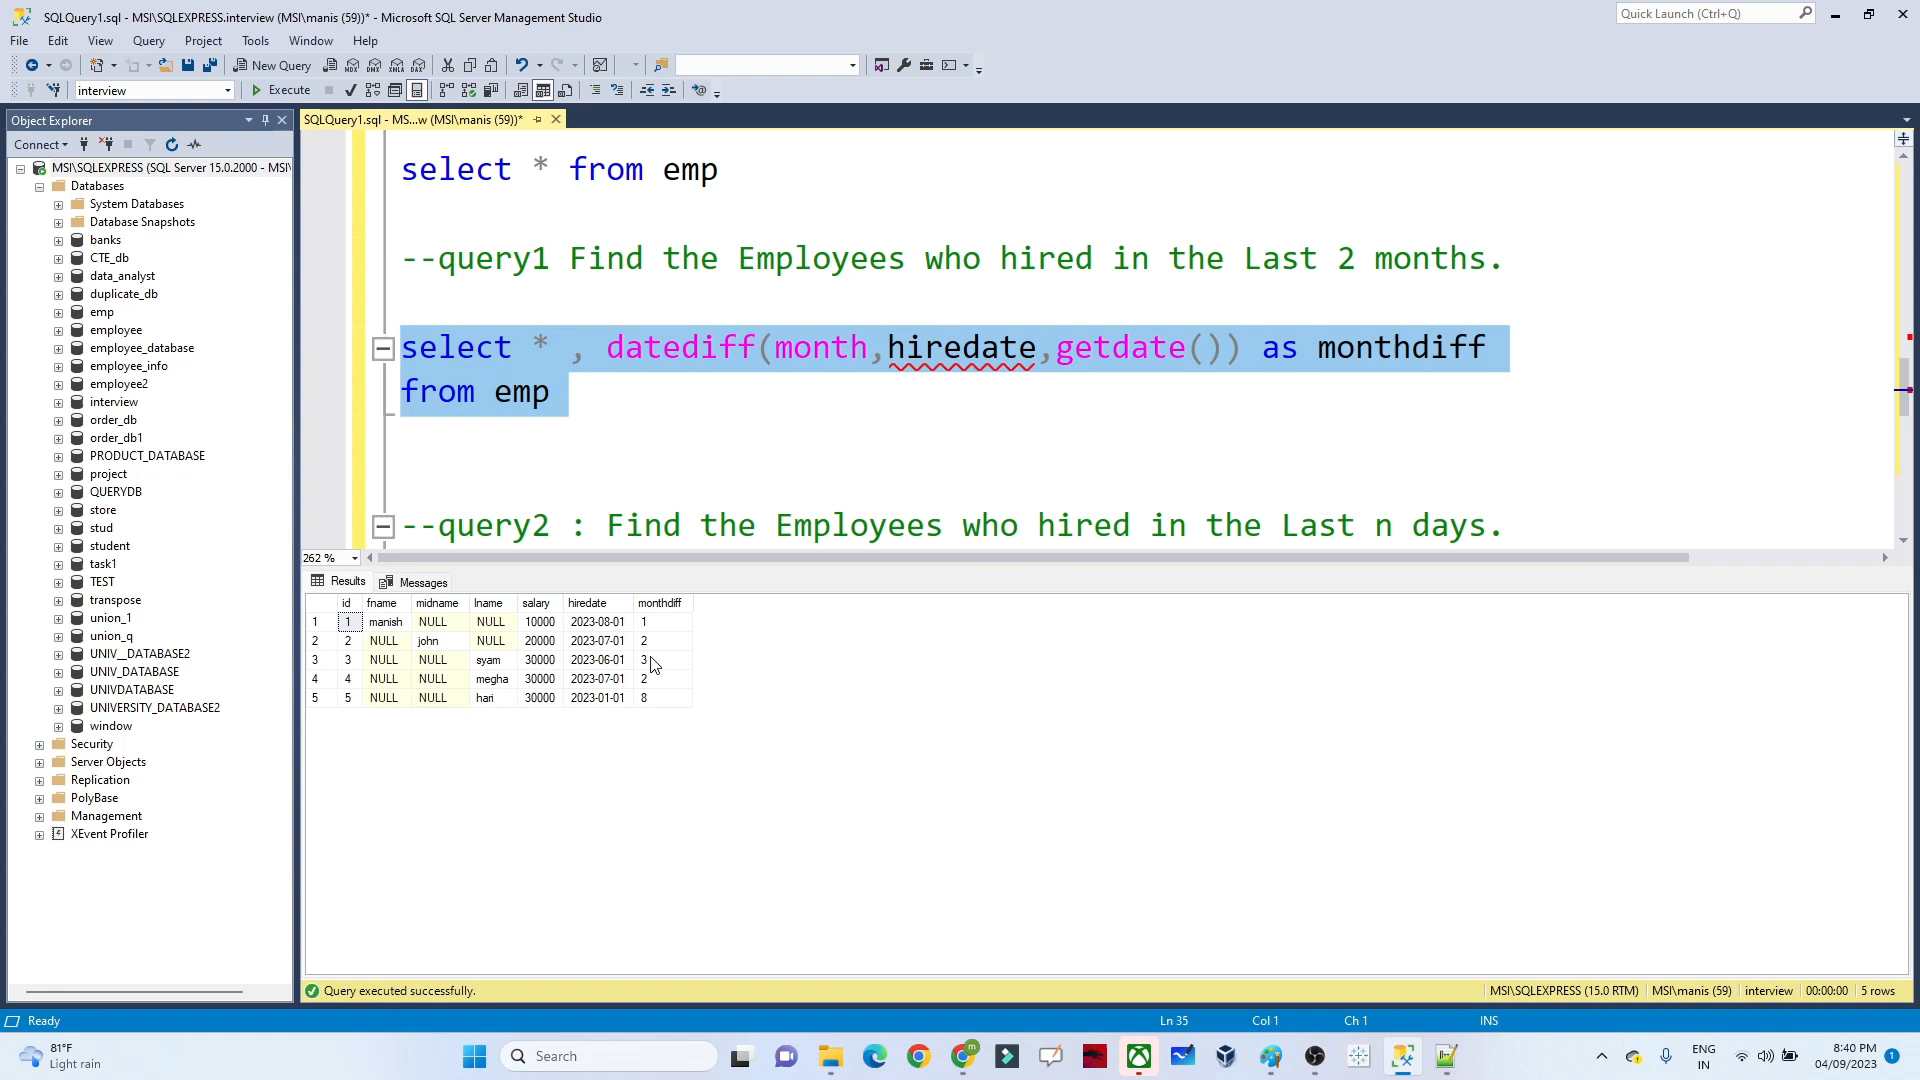 SQLQuery1.sql - MSI\SQLEXPRESS.interview (MSI\manis (59))* - Microsoft SQL Server Management Studio
Quick Launch (Ctrl+Q)
File Edit View Query Project Tools Window Help
New Query
interview
Execute
Object Explorer
SQLQuery1.sql - MS...w (MSI\manis (59))*
Connect
MSI\SQLEXPRESS (SQL Server 15.0.2000 - MSI\
Databases
System Databases
Database Snapshots
banks
CTE_db
data_analyst
duplicate_db
emp
employee
employee_database
employee_info
employee2
interview
order_db
order_db1
PRODUCT_DATABASE
project
QUERYDB
store
stud
student
task1
TEST
transpose
union_1
union_q
UNIV__DATABASE2
UNIV_DATABASE
UNIVDATABASE
UNIVERSITY_DATABASE2
window
Security
Server Objects
Replication
PolyBase
Management
XEvent Profiler
select * from emp
--query1 Find the Employees who hired in the Last 2 months.
select * , datediff(month,hiredate,getdate()) as monthdiff
from emp
--query2 : Find the Employees who hired in the Last n days.
262 %
Results Messages
id fname midname lname salary hiredate monthdiff
1 1 manish NULL NULL 10000 2023-08-01 1
2 2 NULL john NULL 20000 2023-07-01 2
3 3 NULL NULL syam 30000 2023-06-01 3
4 4 NULL NULL megha 30000 2023-07-01 2
5 5 NULL NULL hari 30000 2023-01-01 8
Query executed successfully.
MSI\SQLEXPRESS (15.0 RTM) MSI\manis (59) interview 00:00:00 5 rows
Ready
Ln 35 Col 1 Ch 1 INS
81°F
Light rain
Search
ENG
IN
8:40 PM
04/09/2023
1